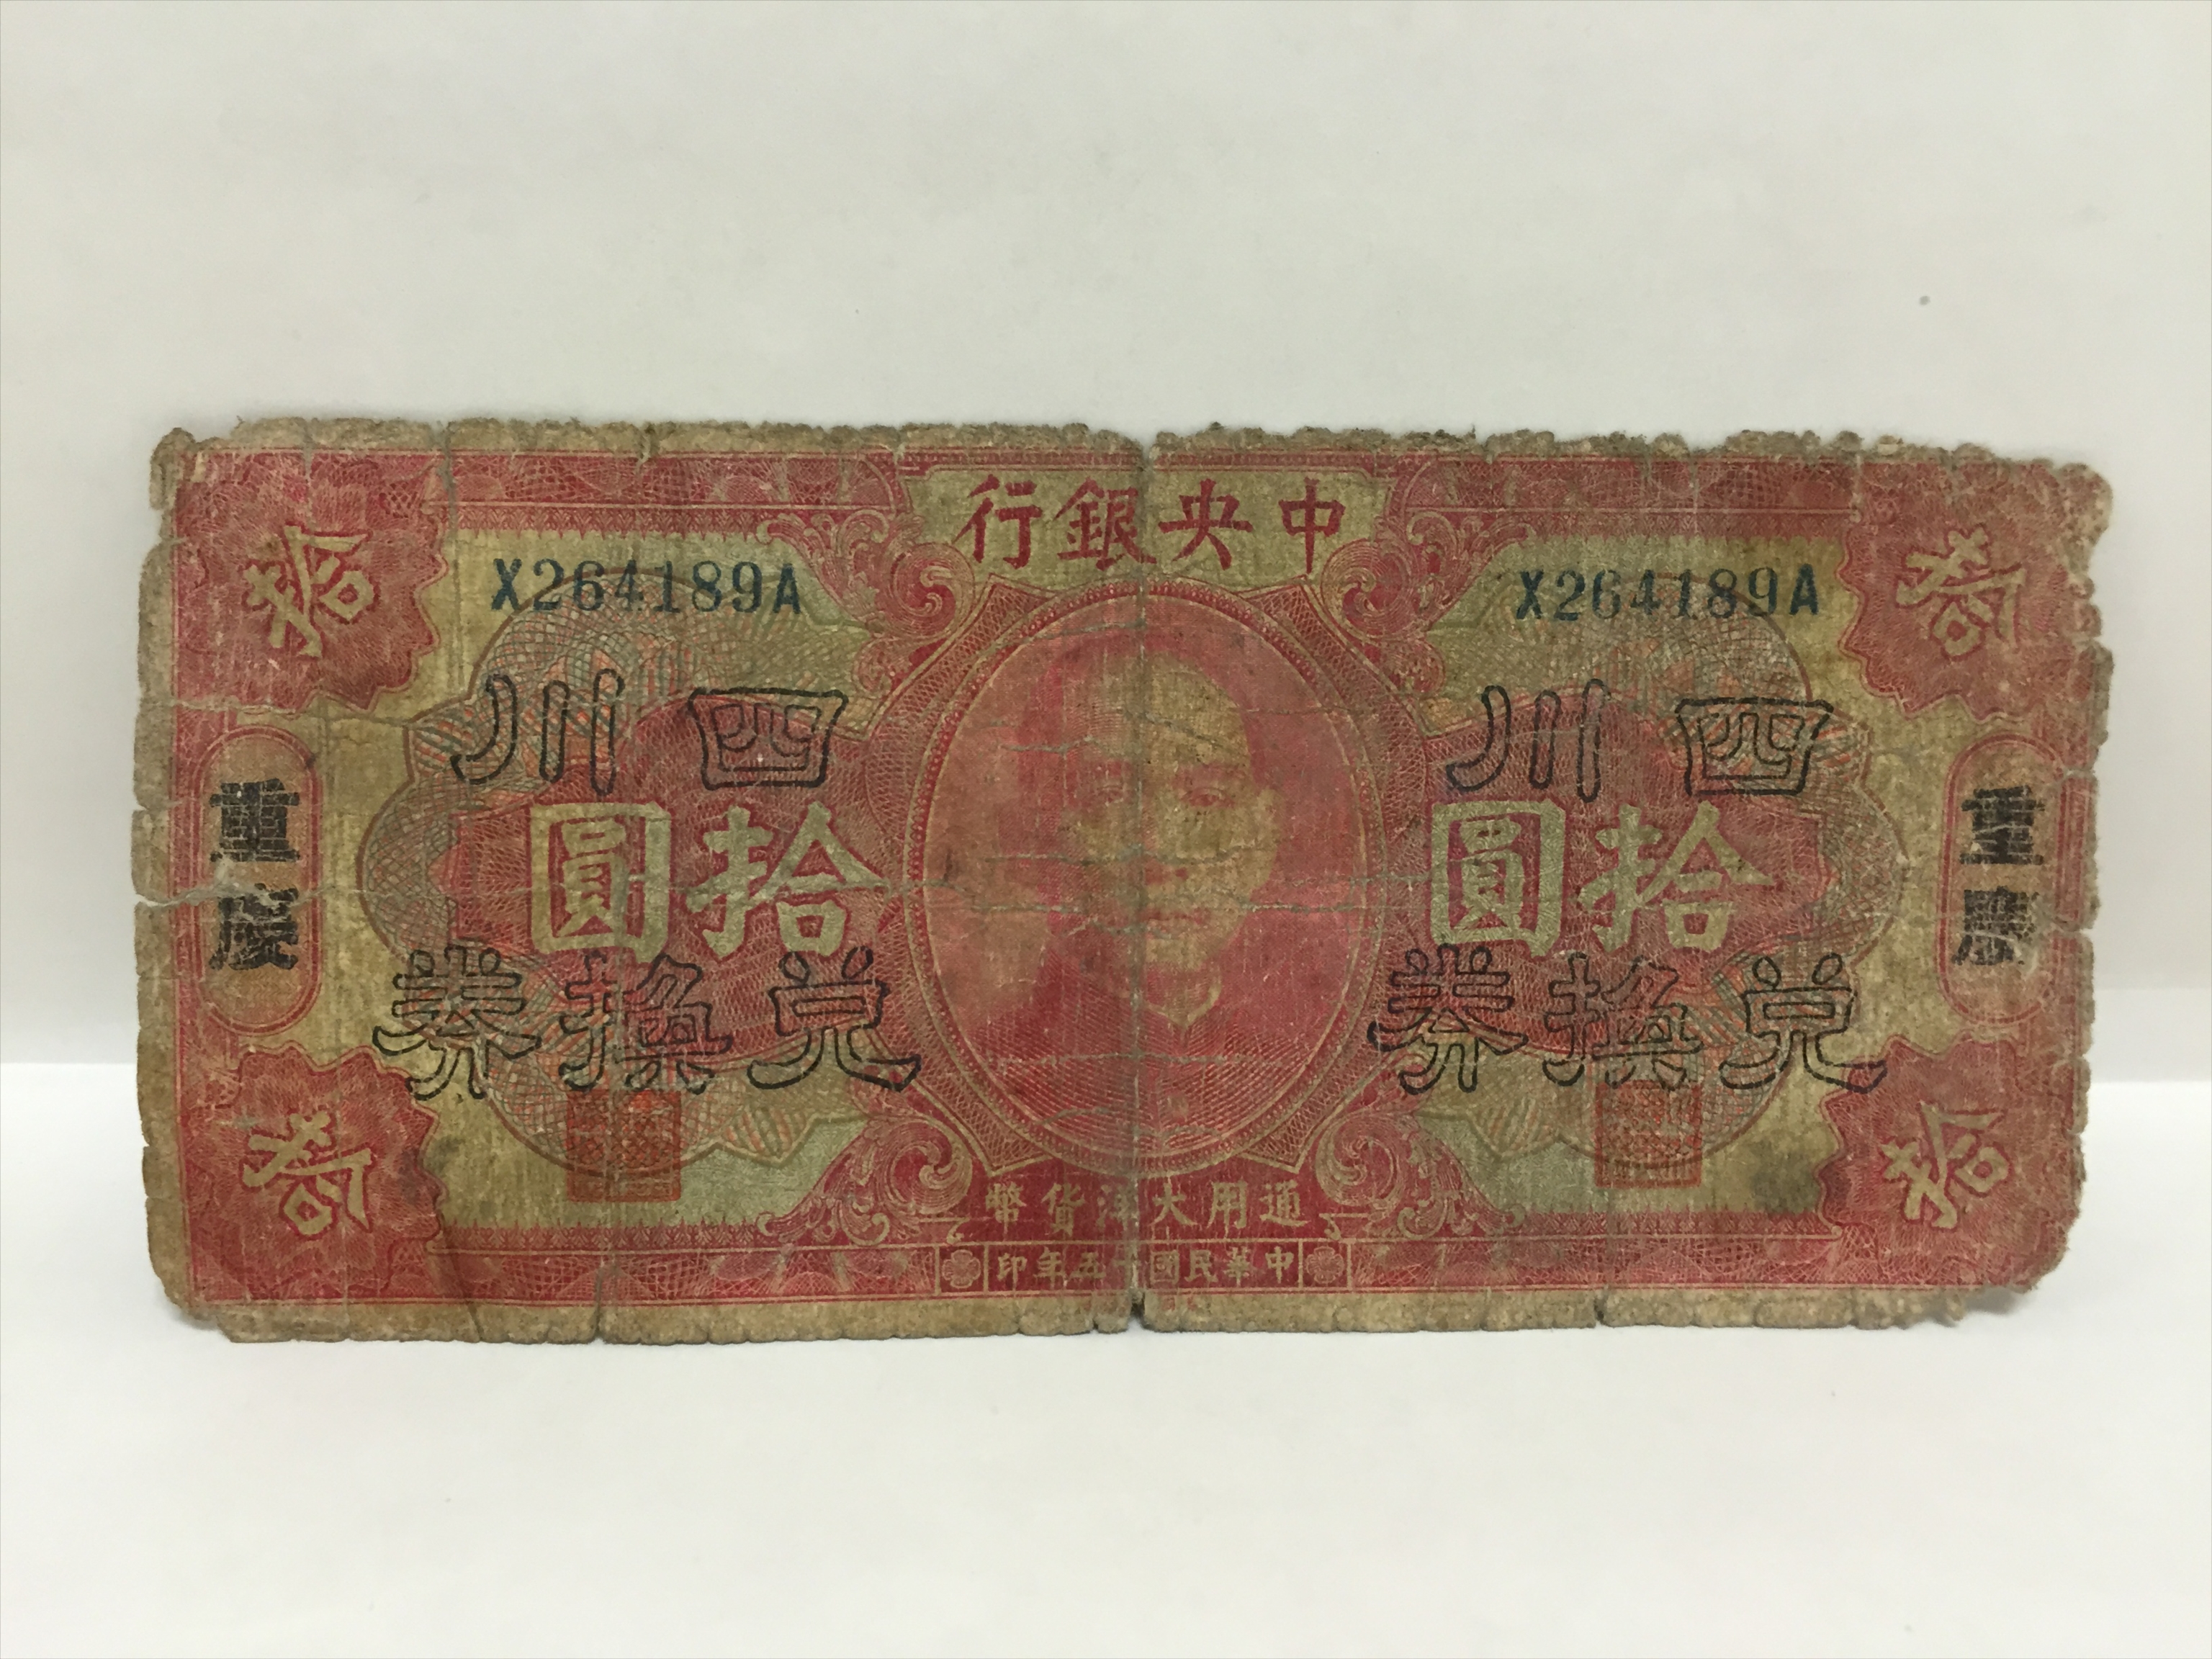 中央銀行
X264189A
X264189A
拾
拾
四川
四川
拾圓
拾圓
重慶
重慶
兌換券
兌換券
拾
拾
通用大洋貨幣
中華民國十五年印